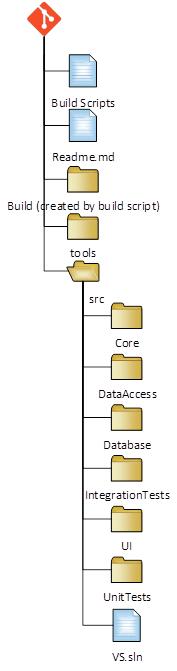 Build Scripts
Readme.md
Build (created by build script)
tools
src
Core
DataAccess
Database
IntegrationTests
UI
UnitTests
VS.sln